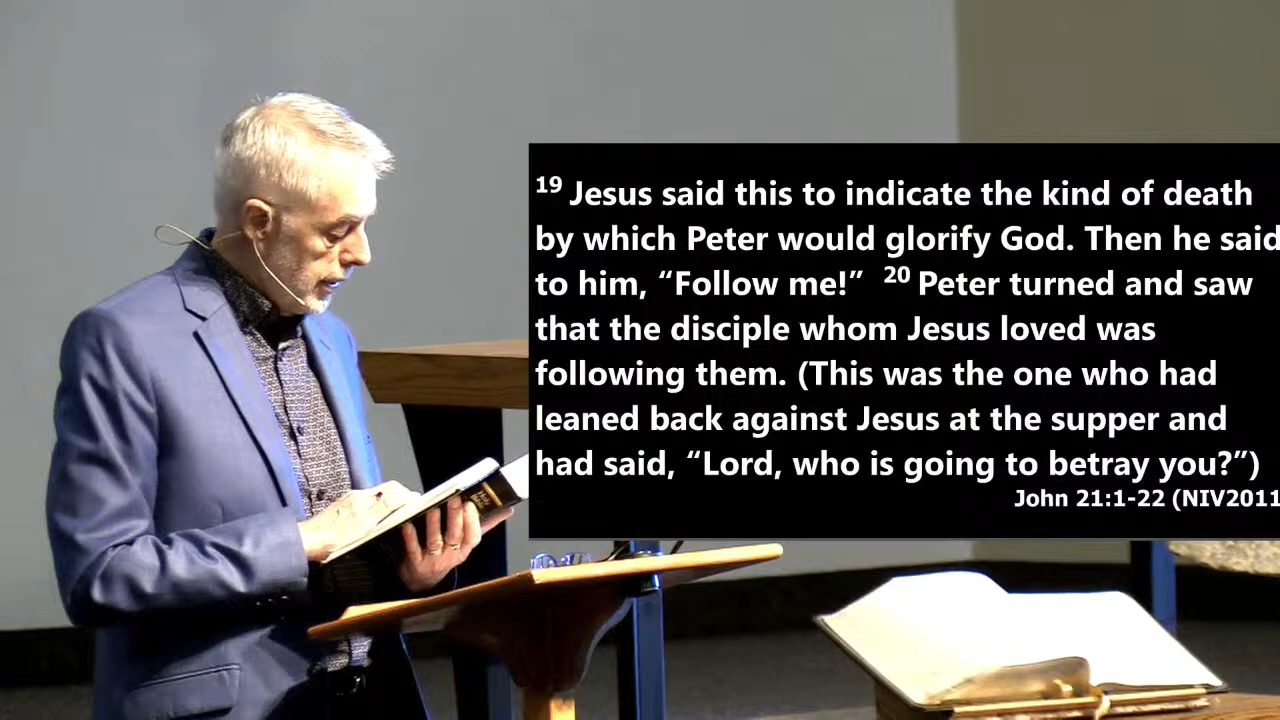 19 Jesus said this to indicate the kind of death
by which Peter would glorify God. Then he said
to him, “Follow me!” 20 Peter turned and saw
that the disciple whom Jesus loved was
following them. (This was the one who had
leaned back against Jesus at the supper and
had said, “Lord, who is going to betray you?”)
John 21:1-22 (NIV2011
Holy Bible